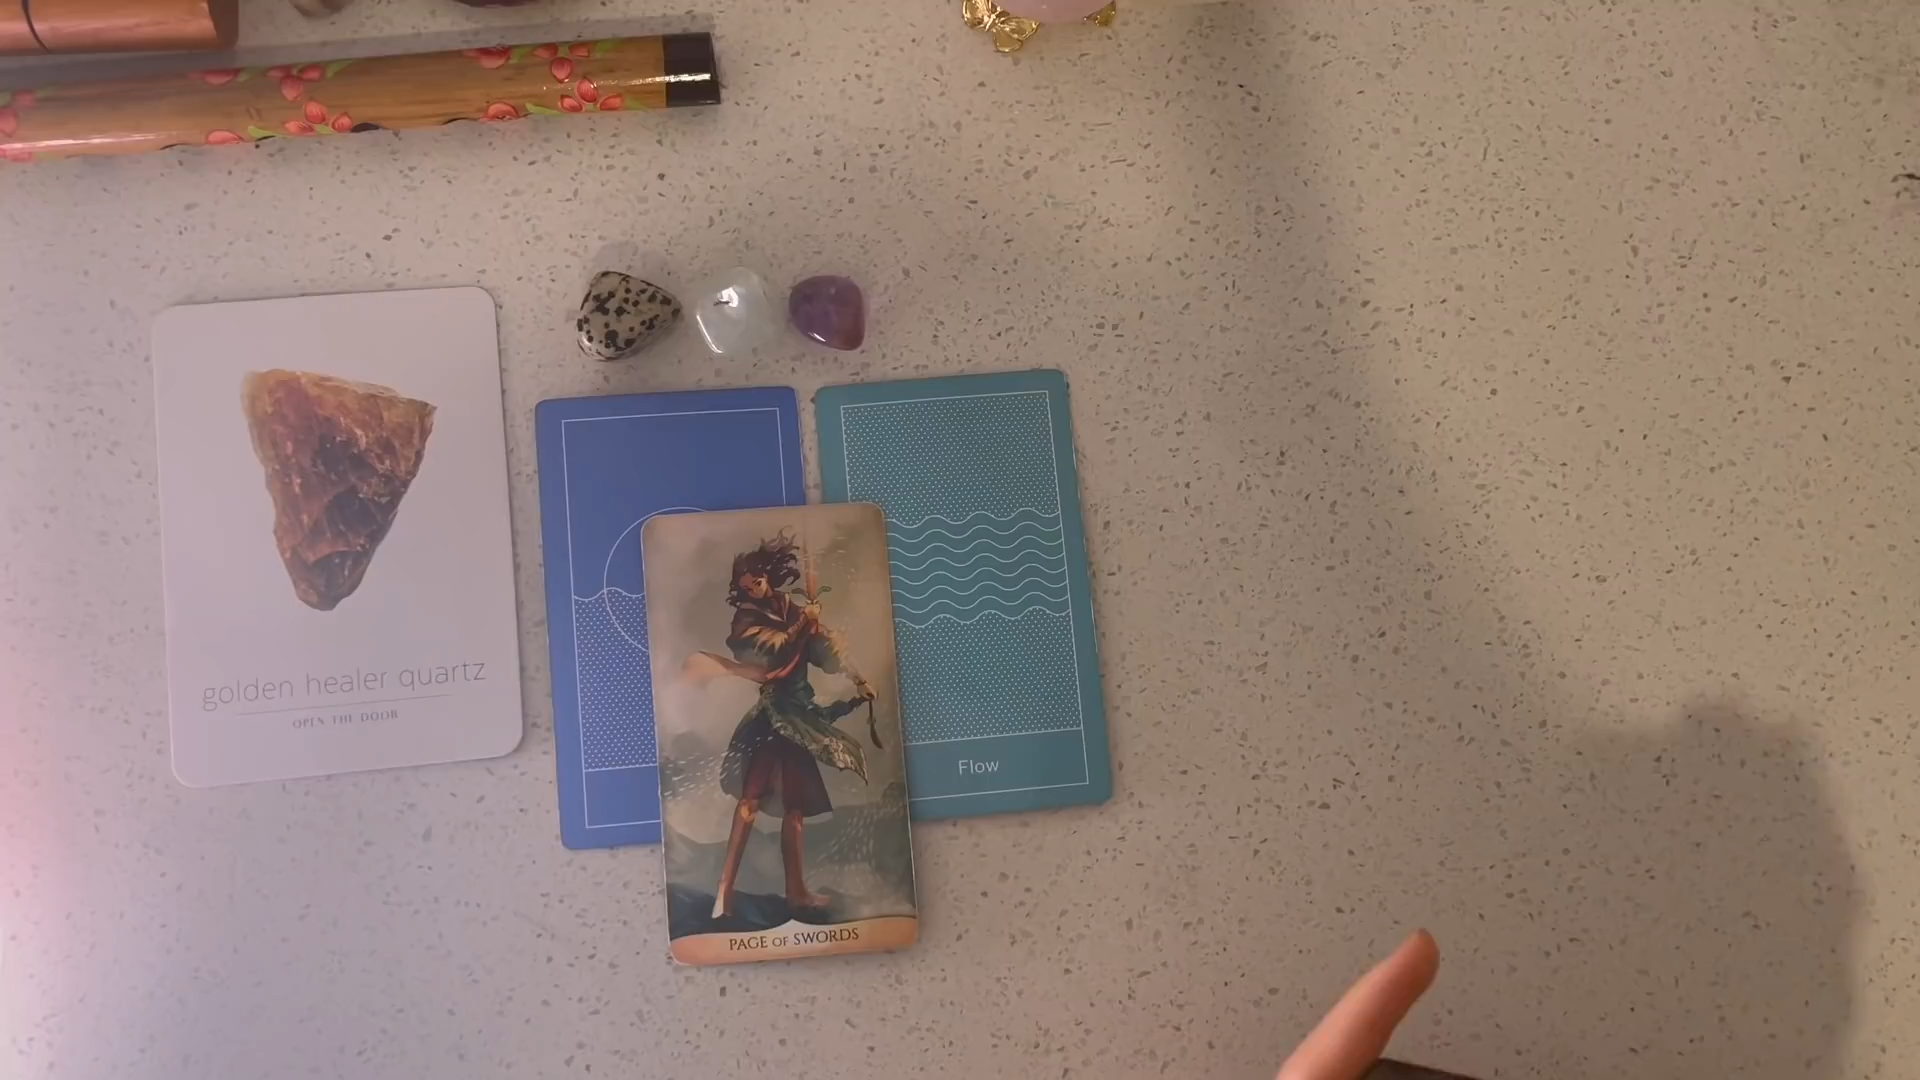 golden healer quartz
OPEN THE DOOR
Flow
PAGE OF SWORDS